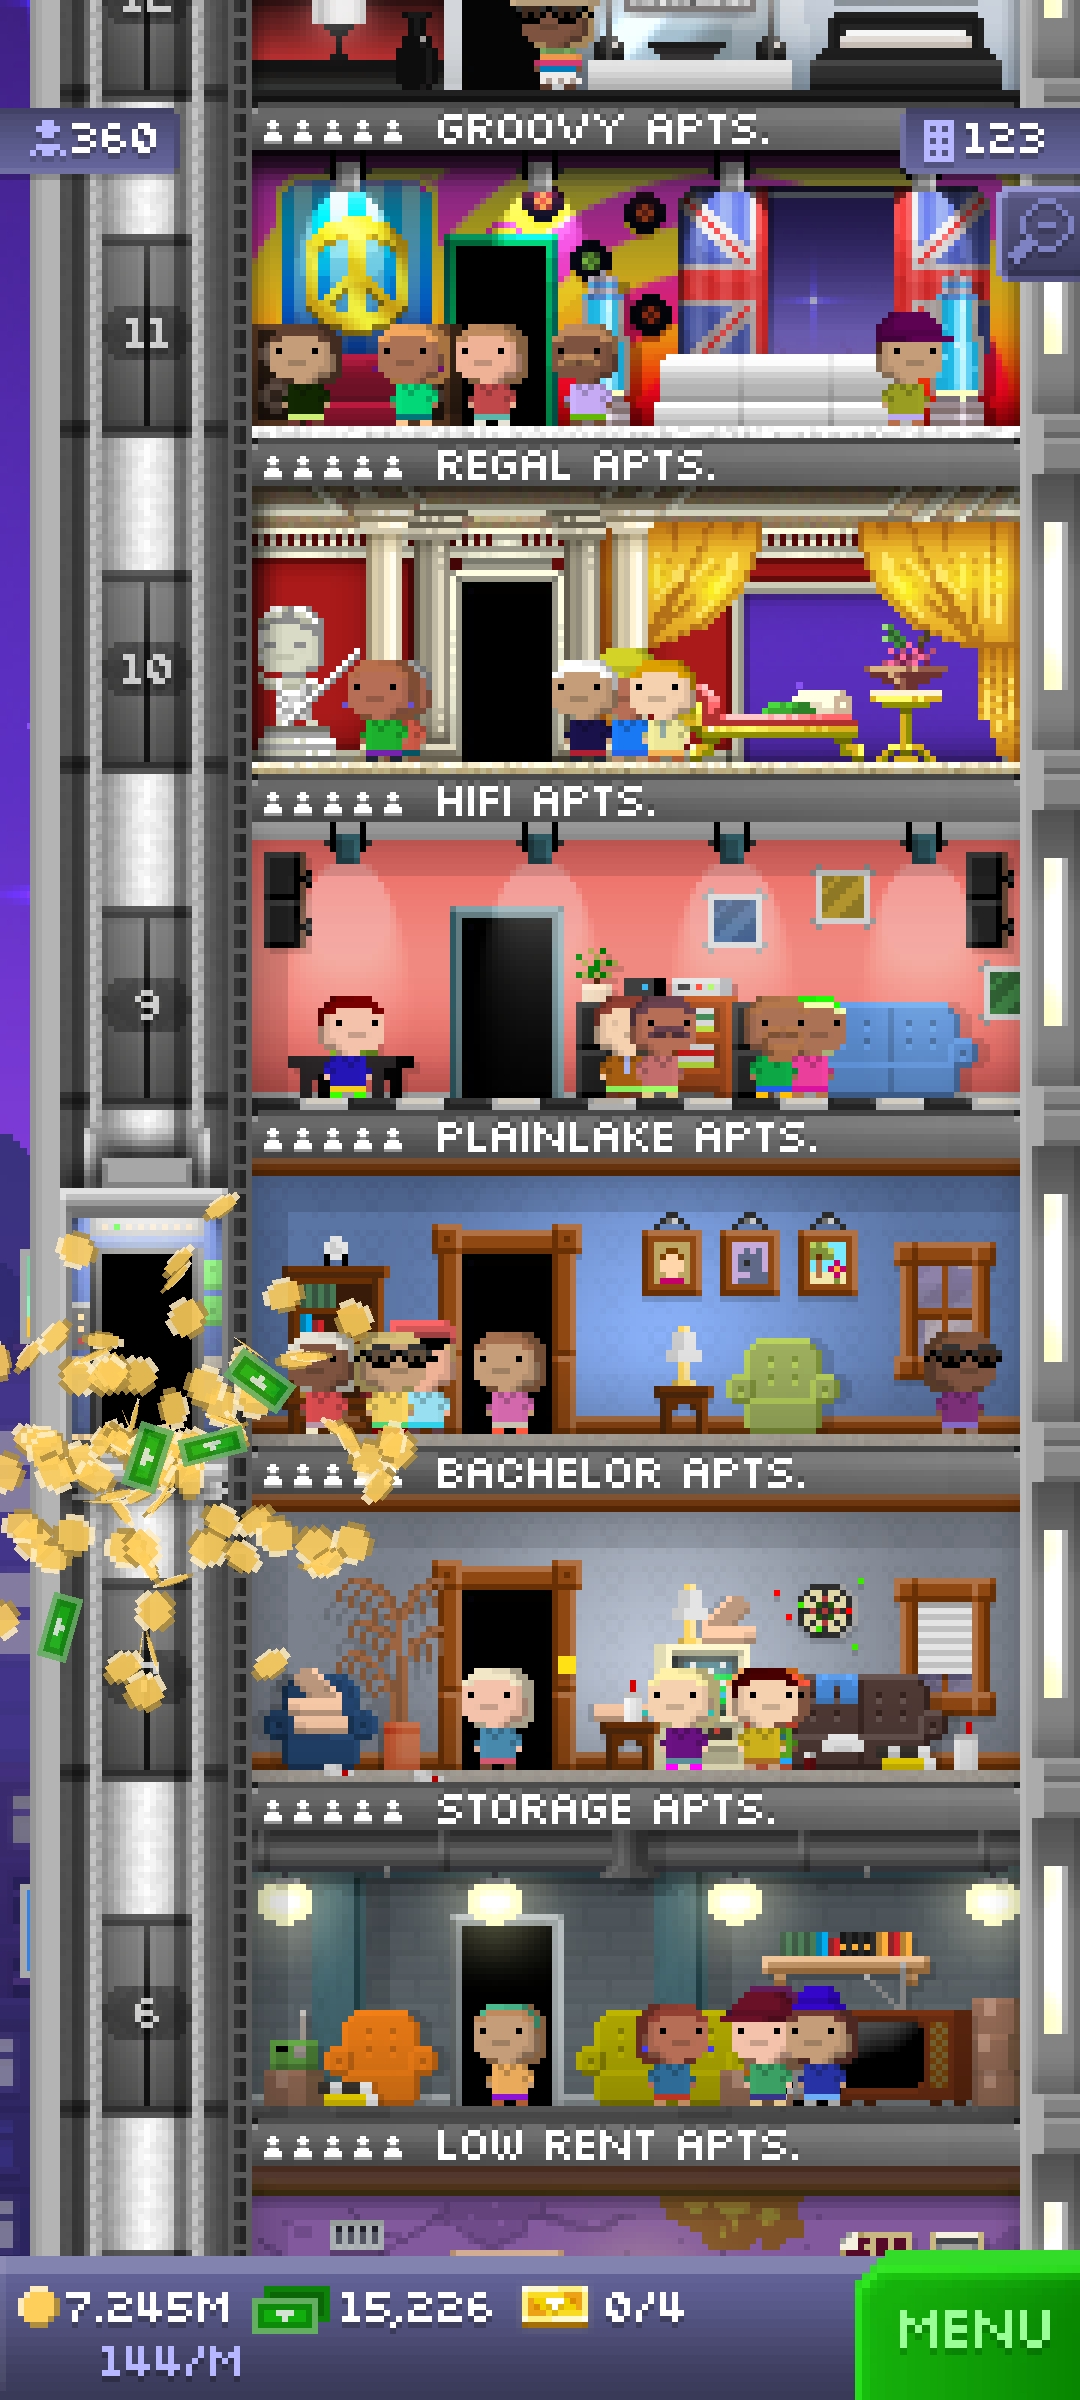 12
360
GROOVY APTS.
123
11
REGAL APTS.
10
HIFI APTS.
9
PLAINLAKE APTS.
BACHELOR APTS.
STORAGE APTS.
6
LOW RENT APTS.
7.245M 15,226 0/4
144/M
MENU